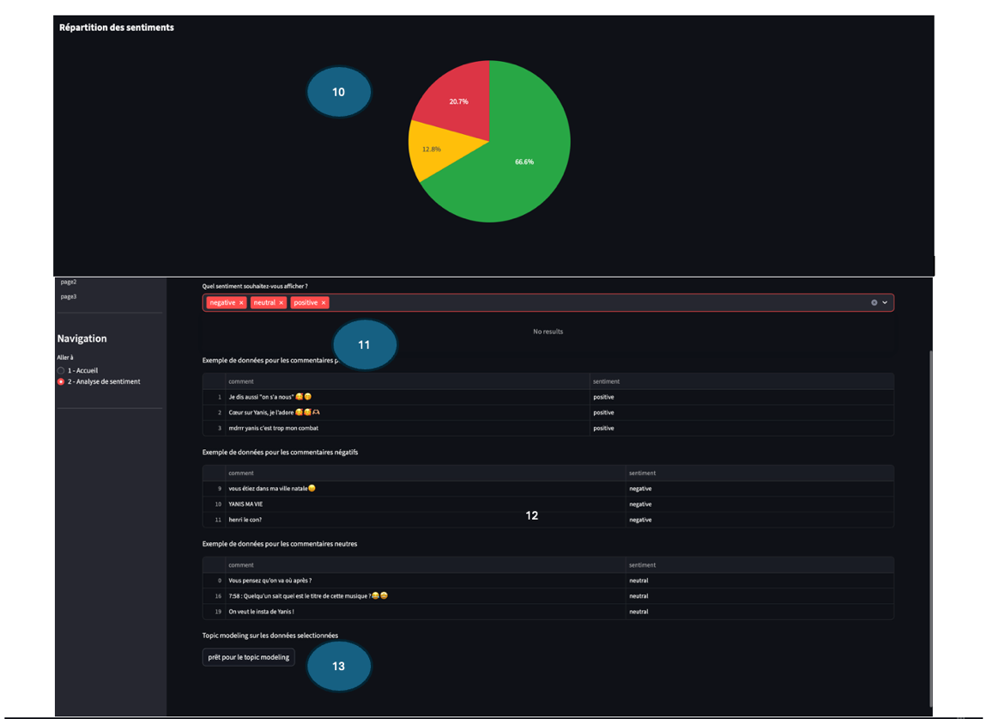 Répartition des sentiments
10
20.7%
12.8%
66.6%
page2
page3
Navigation
Aller à
1 - Accueil
2 - Analyse de sentiment
Quel sentiment souhaitez-vous afficher ?
negative × neutral × positive ×
No results
11
Exemple de données pour les commentaires p
comment sentiment
1 Je dis aussi "on s'a nous" 🥰 🤭 positive
2 Cœur sur Yanis, je l'adore 🥰 🥰 🫶 positive
3 mdrrr yanis c'est trop mon combat positive
Exemple de données pour les commentaires négatifs
comment sentiment
9 vous étiez dans ma ville natale negative
10 YANIS MA VIE negative
11 henri le con? negative
12
Exemple de données pour les commentaires neutres
comment sentiment
0 Vous pensez qu'on va où après ? neutral
16 7:58 : Quelqu'un sait quel est le titre de cette musique ? neutral
19 On veut le insta de Yanis ! neutral
Topic modeling sur les données selectionnées
prêt pour le topic modeling
13